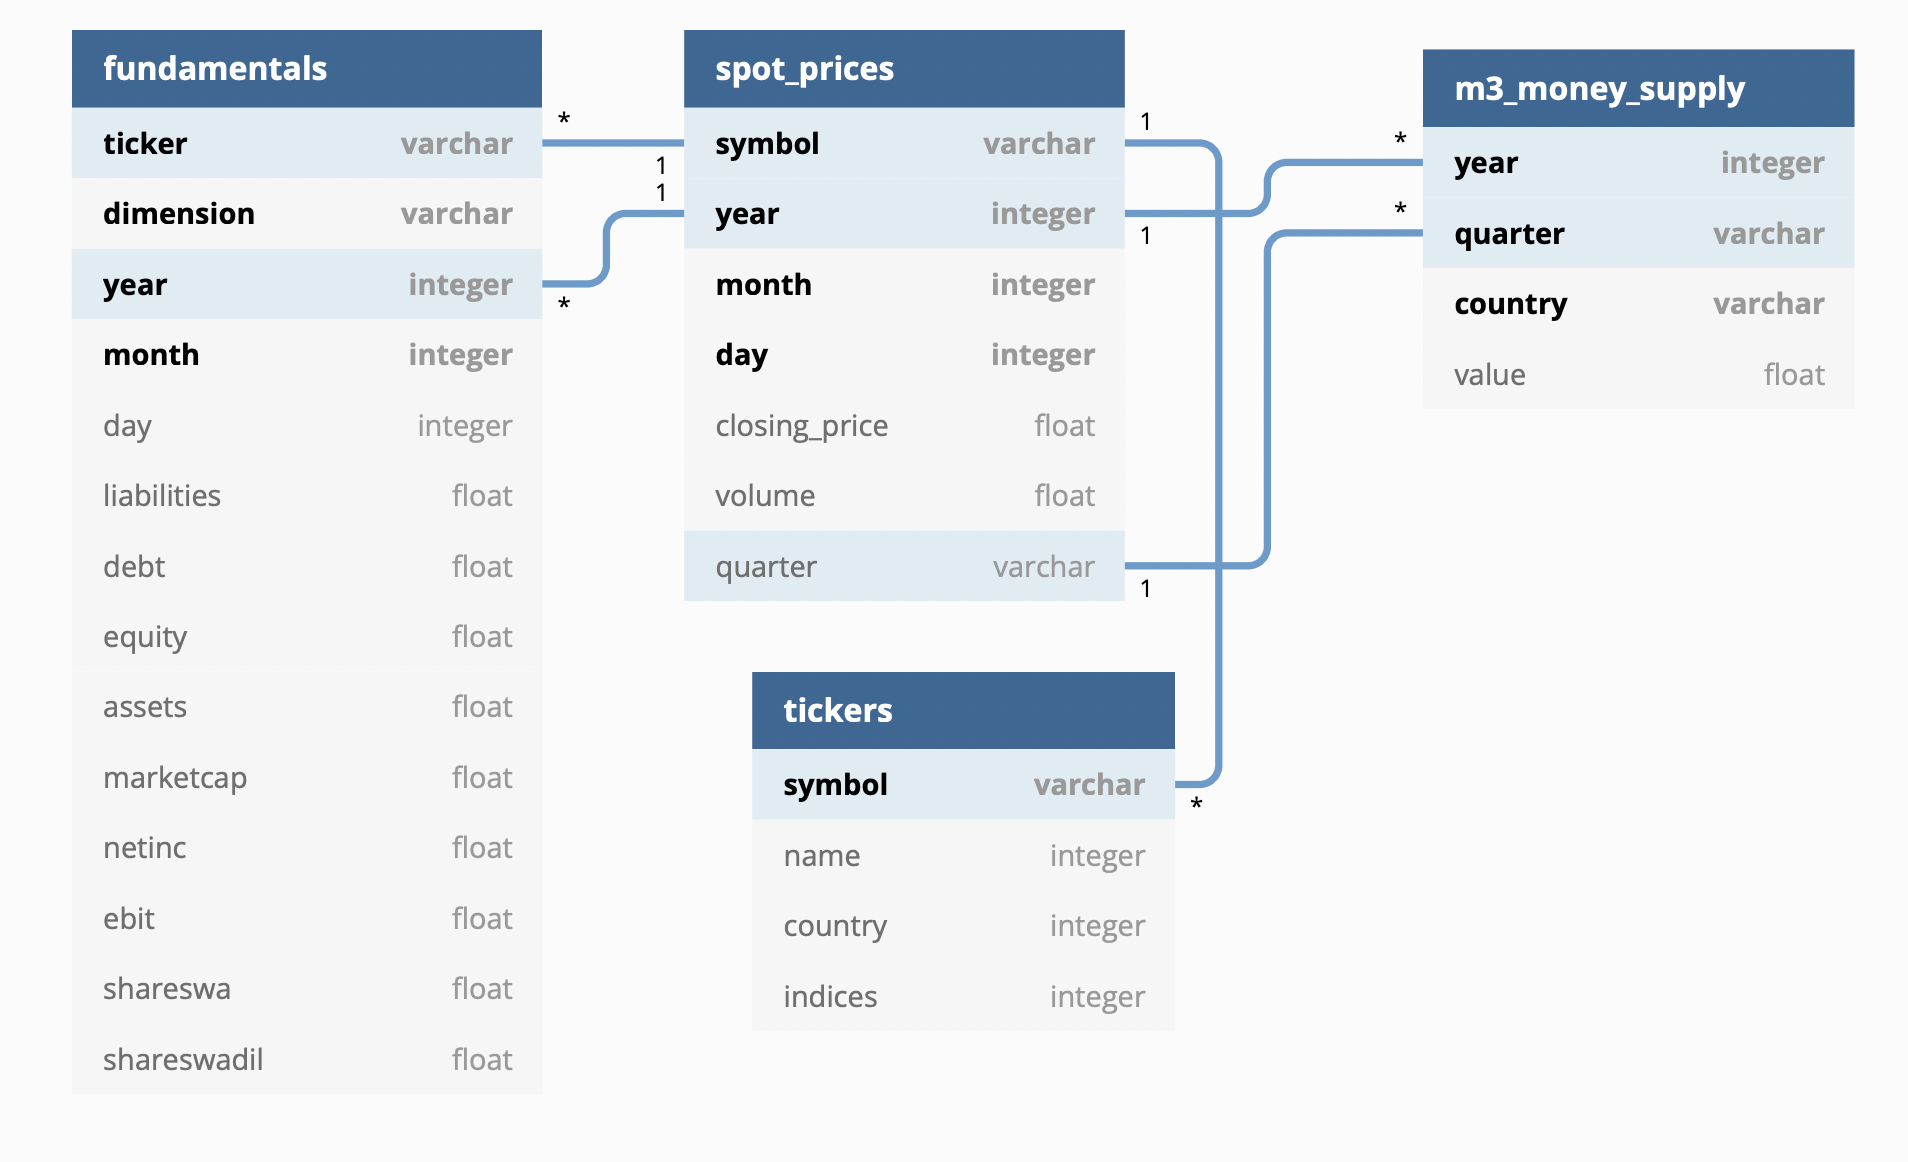 fundamentals
ticker varchar
dimension varchar
year integer
month integer
day integer
liabilities float
debt float
equity float
assets float
marketcap float
netinc float
ebit float
shareswa float
shareswadil float
*
1
1
*
spot_prices
symbol varchar
year integer
month integer
day integer
closing_price float
volume float
quarter varchar
1
1
1
tickers
symbol varchar
name integer
country integer
indices integer
*
*
*
m3_money_supply
year integer
quarter varchar
country varchar
value float